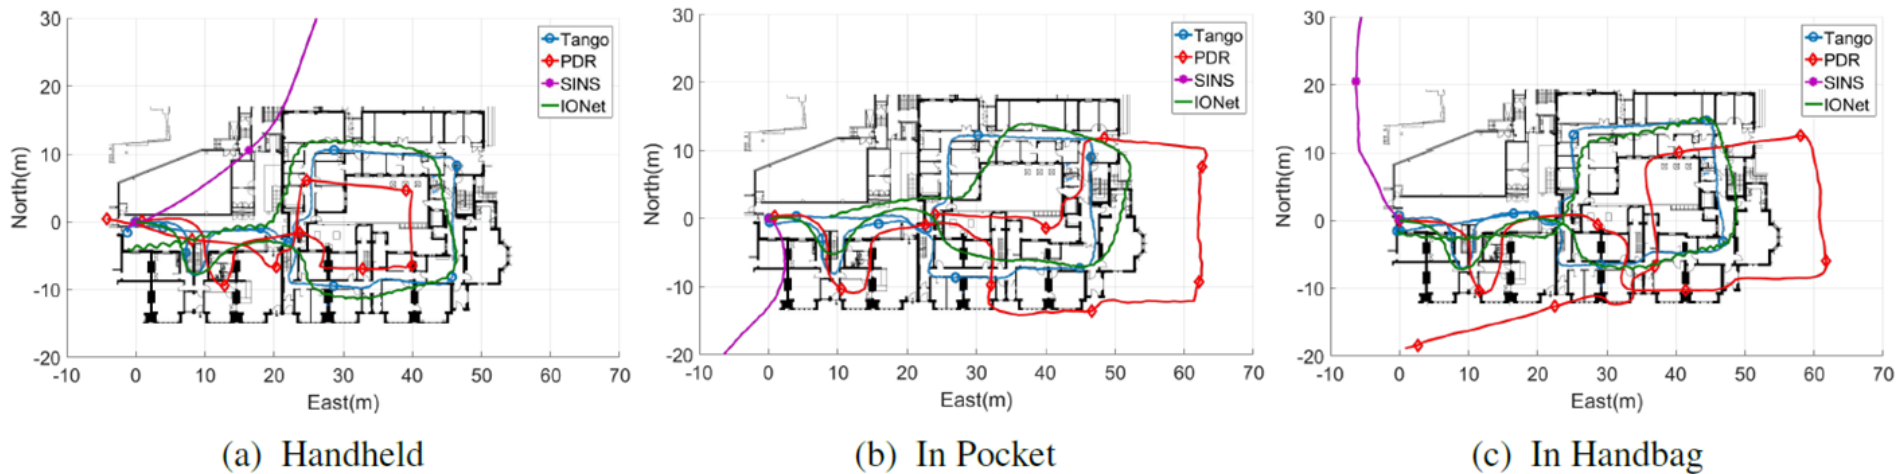 30
20
10
0
-10
-20
North(m)
-10 0 10 20 30 40 50 60 70
East(m)
Tango
PDR
SINS
IONet
(a) Handheld
30
20
10
0
-10
-20
North(m)
-10 0 10 20 30 40 50 60 70
East(m)
Tango
PDR
SINS
IONet
(b) In Pocket
30
20
10
0
-10
-20
North(m)
-10 0 10 20 30 40 50 60 70
East(m)
Tango
PDR
SINS
IONet
(c) In Handbag